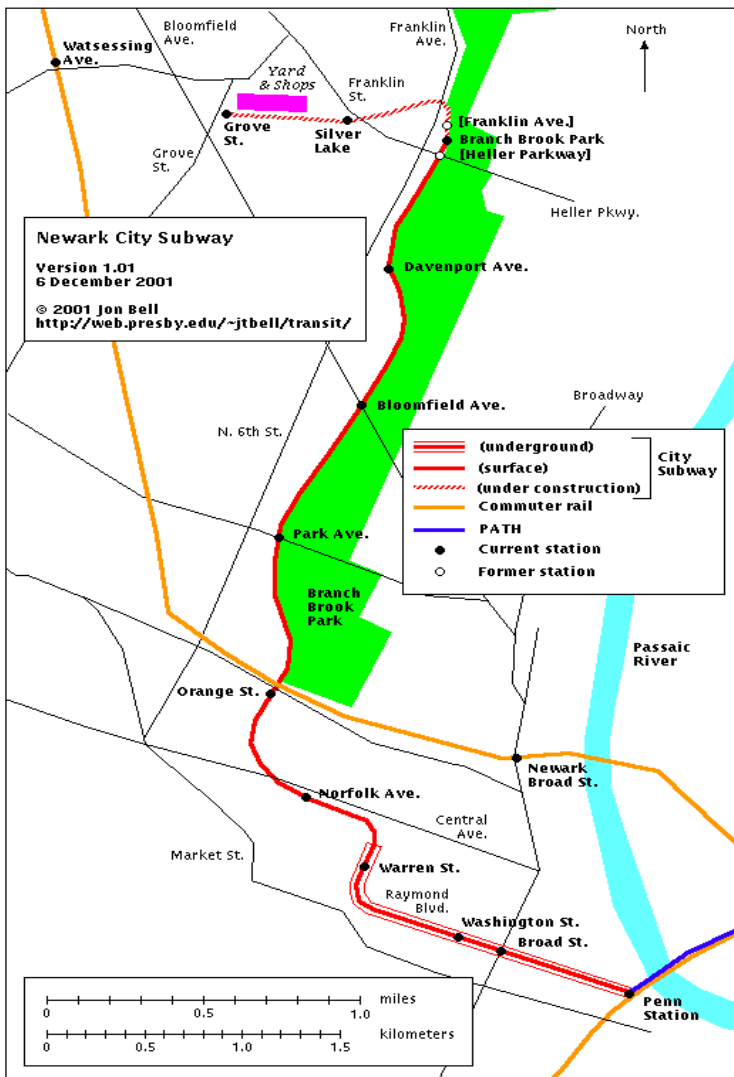 Bloomfield
Ave.
Franklin
Ave.
North
Watsessing
Ave.
Yard
& Shops
Franklin
St.
[Franklin Ave.]
Branch Brook Park
[Heller Parkway]
Grove
St.
Silver
Lake
Grove
St.
Heller Pkwy.
Newark City Subway
Version 1.01
6 December 2001
© 2001 Jon Bell
http://web.presby.edu/~jtbell/transit/
Davenport Ave.
Bloomfield Ave.
Broadway
N. 6th St.
(underground)
(surface)
(under construction)
City
Subway
Commuter rail
PATH
Current station
Former station
Park Ave.
Branch
Brook
Park
Passaic
River
Orange St.
Newark
Broad St.
Norfolk Ave.
Central
Ave.
Market St.
Warren St.
Raymond
Blvd.
Washington St.
Broad St.
Penn
Station
miles
0 0.5 1.0
kilometers
0 0.5 1.0 1.5